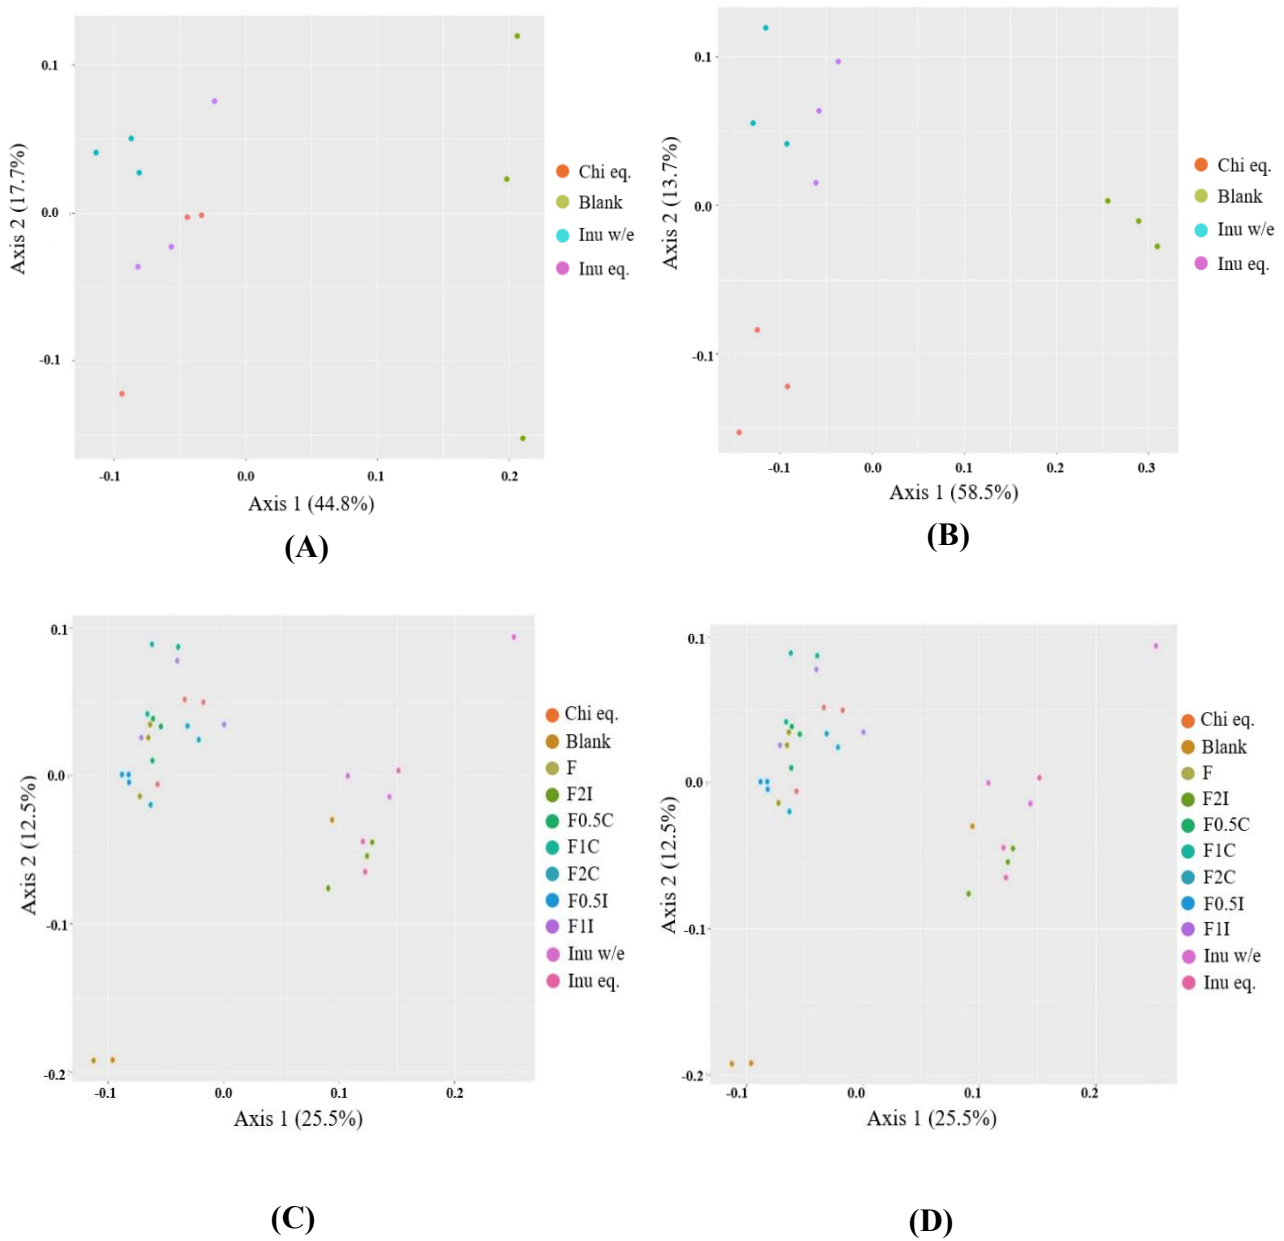 0.1
0.0
-0.1
Axis 2 (17.7%)
-0.1
0.0
0.1
0.2
Axis 1 (44.8%)
Chi eq.
Blank
Inu w/e
Inu eq.
(A)
0.1
0.0
-0.1
Axis 2 (13.7%)
-0.1
0.0
0.1
0.2
0.3
Axis 1 (58.5%)
Chi eq.
Blank
Inu w/e
Inu eq.
(B)
0.1
0.0
-0.1
-0.2
Axis 2 (12.5%)
-0.1
0.0
0.1
0.2
Axis 1 (25.5%)
Chi eq.
Blank
F
F2I
F0.5C
F1C
F2C
F0.5I
F1I
Inu w/e
Inu eq.
(C)
0.1
0.0
-0.1
-0.2
Axis 2 (12.5%)
-0.1
0.0
0.1
0.2
Axis 1 (25.5%)
Chi eq.
Blank
F
F2I
F0.5C
F1C
F2C
F0.5I
F1I
Inu w/e
Inu eq.
(D)